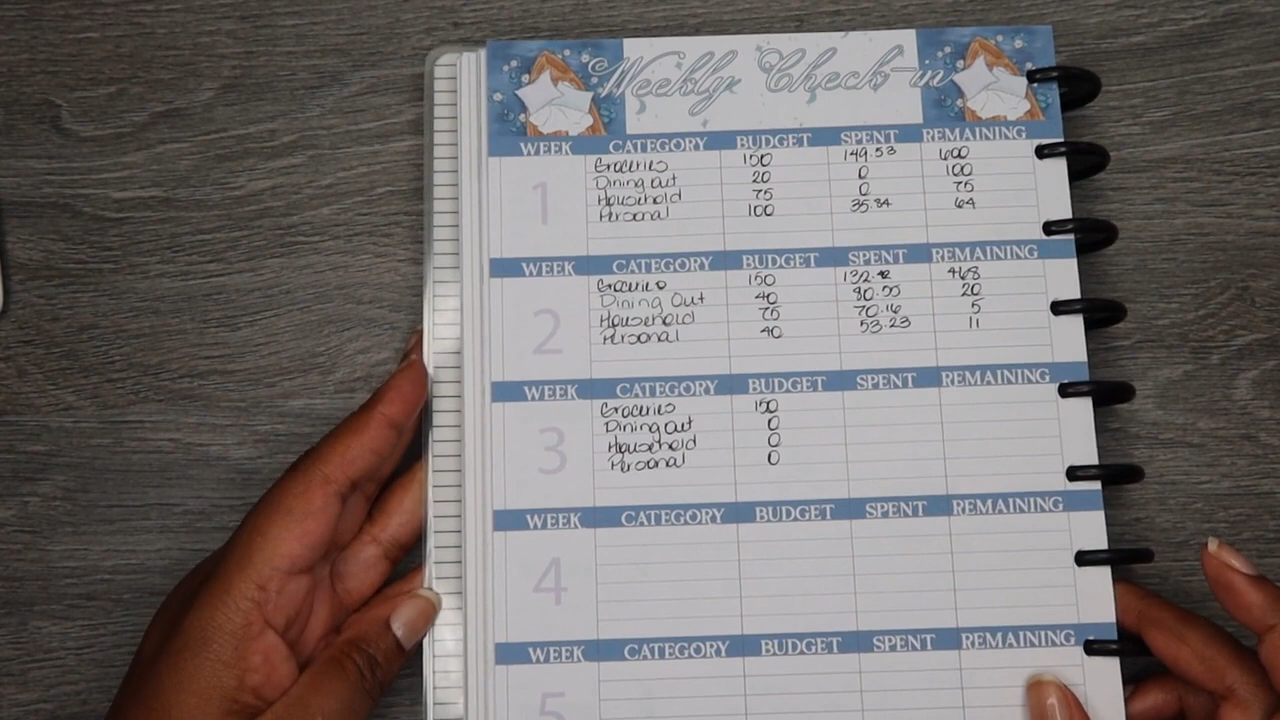 Weekly Check-in
WEEK CATEGORY BUDGET SPENT REMAINING
1
Groceries 150 149.53 600
Dining out 20 0 100
Household 75 0 75
Personal 100 35.84 64
WEEK CATEGORY BUDGET SPENT REMAINING
2
Groceries 150 132.42 468
Dining Out 40 80.55 20
Household 75 70.16 5
Personal 40 53.23 11
WEEK CATEGORY BUDGET SPENT REMAINING
3
Groceries 150
Dining out 0
Household 0
Personal 0
WEEK CATEGORY BUDGET SPENT REMAINING
4
WEEK CATEGORY BUDGET SPENT REMAINING
5